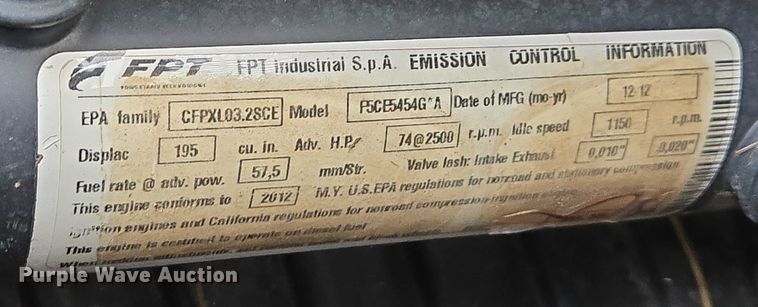 FPT FPT Industrial S.p.A. EMISSION CONTROL INFORMATION
POWERTRAIN TECHNOLOGIES
EPA family CFPXL03.2SCE Model F5CE5454G*A Date of MFG (mo-yr) 12-12
Displac 195 cu. in. Adv. H.P. 74@2500 r.p.m. Idle speed 1150 r.p.m.
Fuel rate @ adv. pow. 57,5 mm/Str. Valve lash: Intake Exhaust 0,010" 0,020"
This engine conforms to 2012 M.Y. U.S.EPA regulations for nonroad and stationary compression
ignition engines and California regulations for nonroad compression-ignition
This engine is certified to operate on diesel fuel
When
Purple Wave Auction